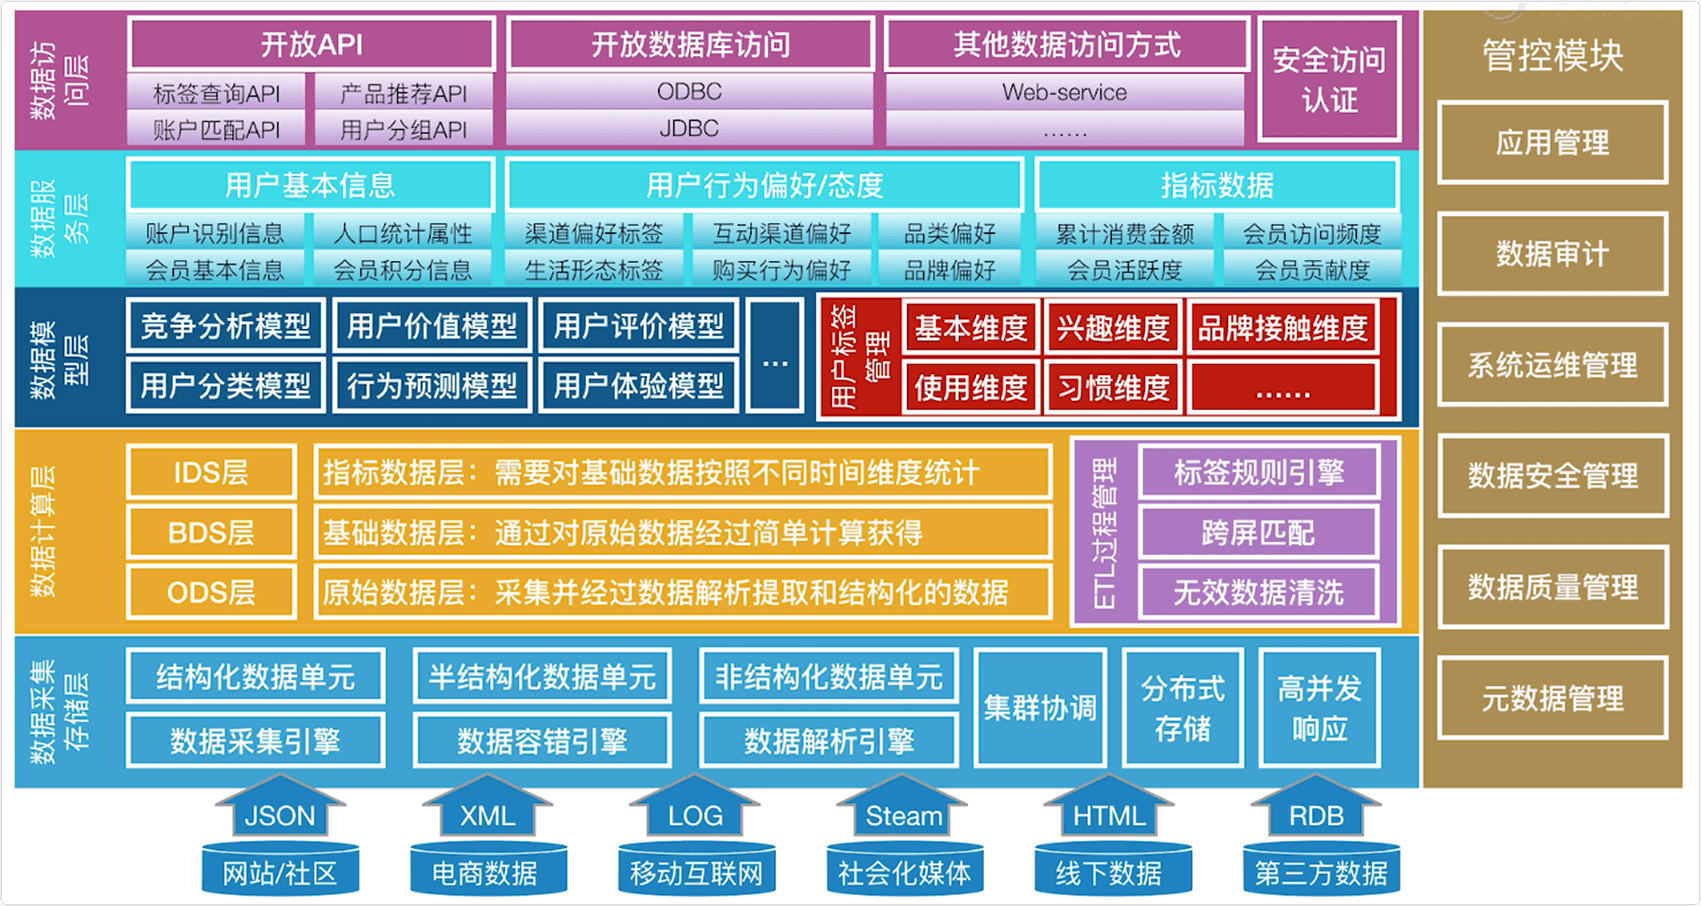 数据访
问层
开放API
标签查询API
产品推荐API
账户匹配API
用户分组API
开放数据库访问
ODBC
JDBC
其他数据访问方式
Web-service
......
安全访问
认证
数据服
务层
用户基本信息
账户识别信息
人口统计属性
会员基本信息
会员积分信息
用户行为偏好/态度
渠道偏好标签
互动渠道偏好
品类偏好
生活形态标签
购买行为偏好
品牌偏好
指标数据
累计消费金额
会员访问频度
会员活跃度
会员贡献度
数据模
型层
竞争分析模型
用户价值模型
用户评价模型
用户分类模型
行为预测模型
用户体验模型
...
用户标签
管理
基本维度
兴趣维度
品牌接触维度
使用维度
习惯维度
......
数据计算层
IDS层
指标数据层：需要对基础数据按照不同时间维度统计
BDS层
基础数据层：通过对原始数据经过简单计算获得
ODS层
原始数据层：采集并经过数据解析提取和结构化的数据
ETL过程管理
标签规则引擎
跨屏匹配
无效数据清洗
数据采集
存储层
结构化数据单元
半结构化数据单元
非结构化数据单元
数据采集引擎
数据容错引擎
数据解析引擎
集群协调
分布式
存储
高并发
响应
JSON
XML
LOG
Steam
HTML
RDB
网站/社区
电商数据
移动互联网
社会化媒体
线下数据
第三方数据
管控模块
应用管理
数据审计
系统运维管理
数据安全管理
数据质量管理
元数据管理